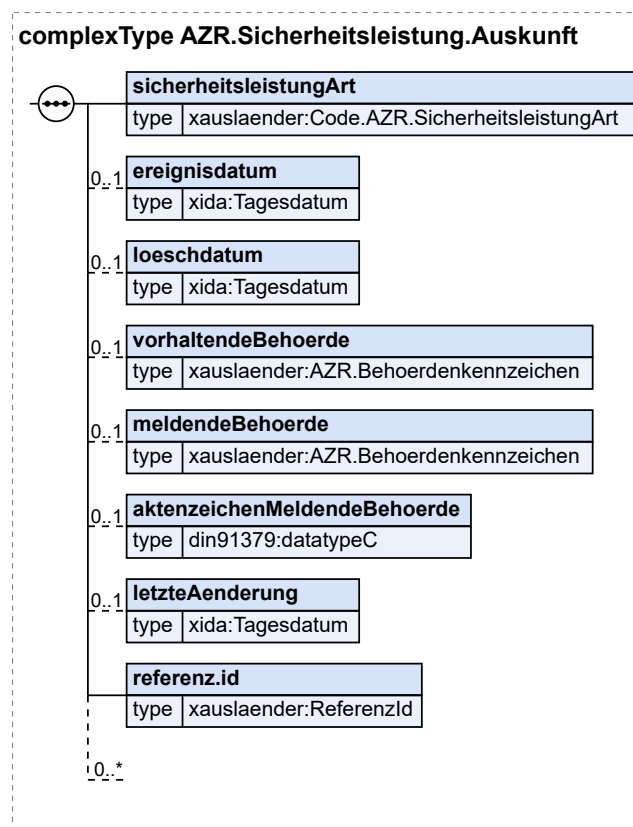 complexType AZR.Sicherheitsleistung.Auskunft
sicherheitsleistungArt
type xauslaender:Code.AZR.SicherheitsleistungArt
0..1 ereignisdatum
type xida:Tagesdatum
0..1 loeschdatum
type xida:Tagesdatum
0..1 vorhaltendeBehoerde
type xauslaender:AZR.Behoerdenkennzeichen
0..1 meldendeBehoerde
type xauslaender:AZR.Behoerdenkennzeichen
0..1 aktenzeichenMeldendeBehoerde
type din91379:datatypeC
0..1 letzteAenderung
type xida:Tagesdatum
referenz.id
type xauslaender:ReferenzId
0..*